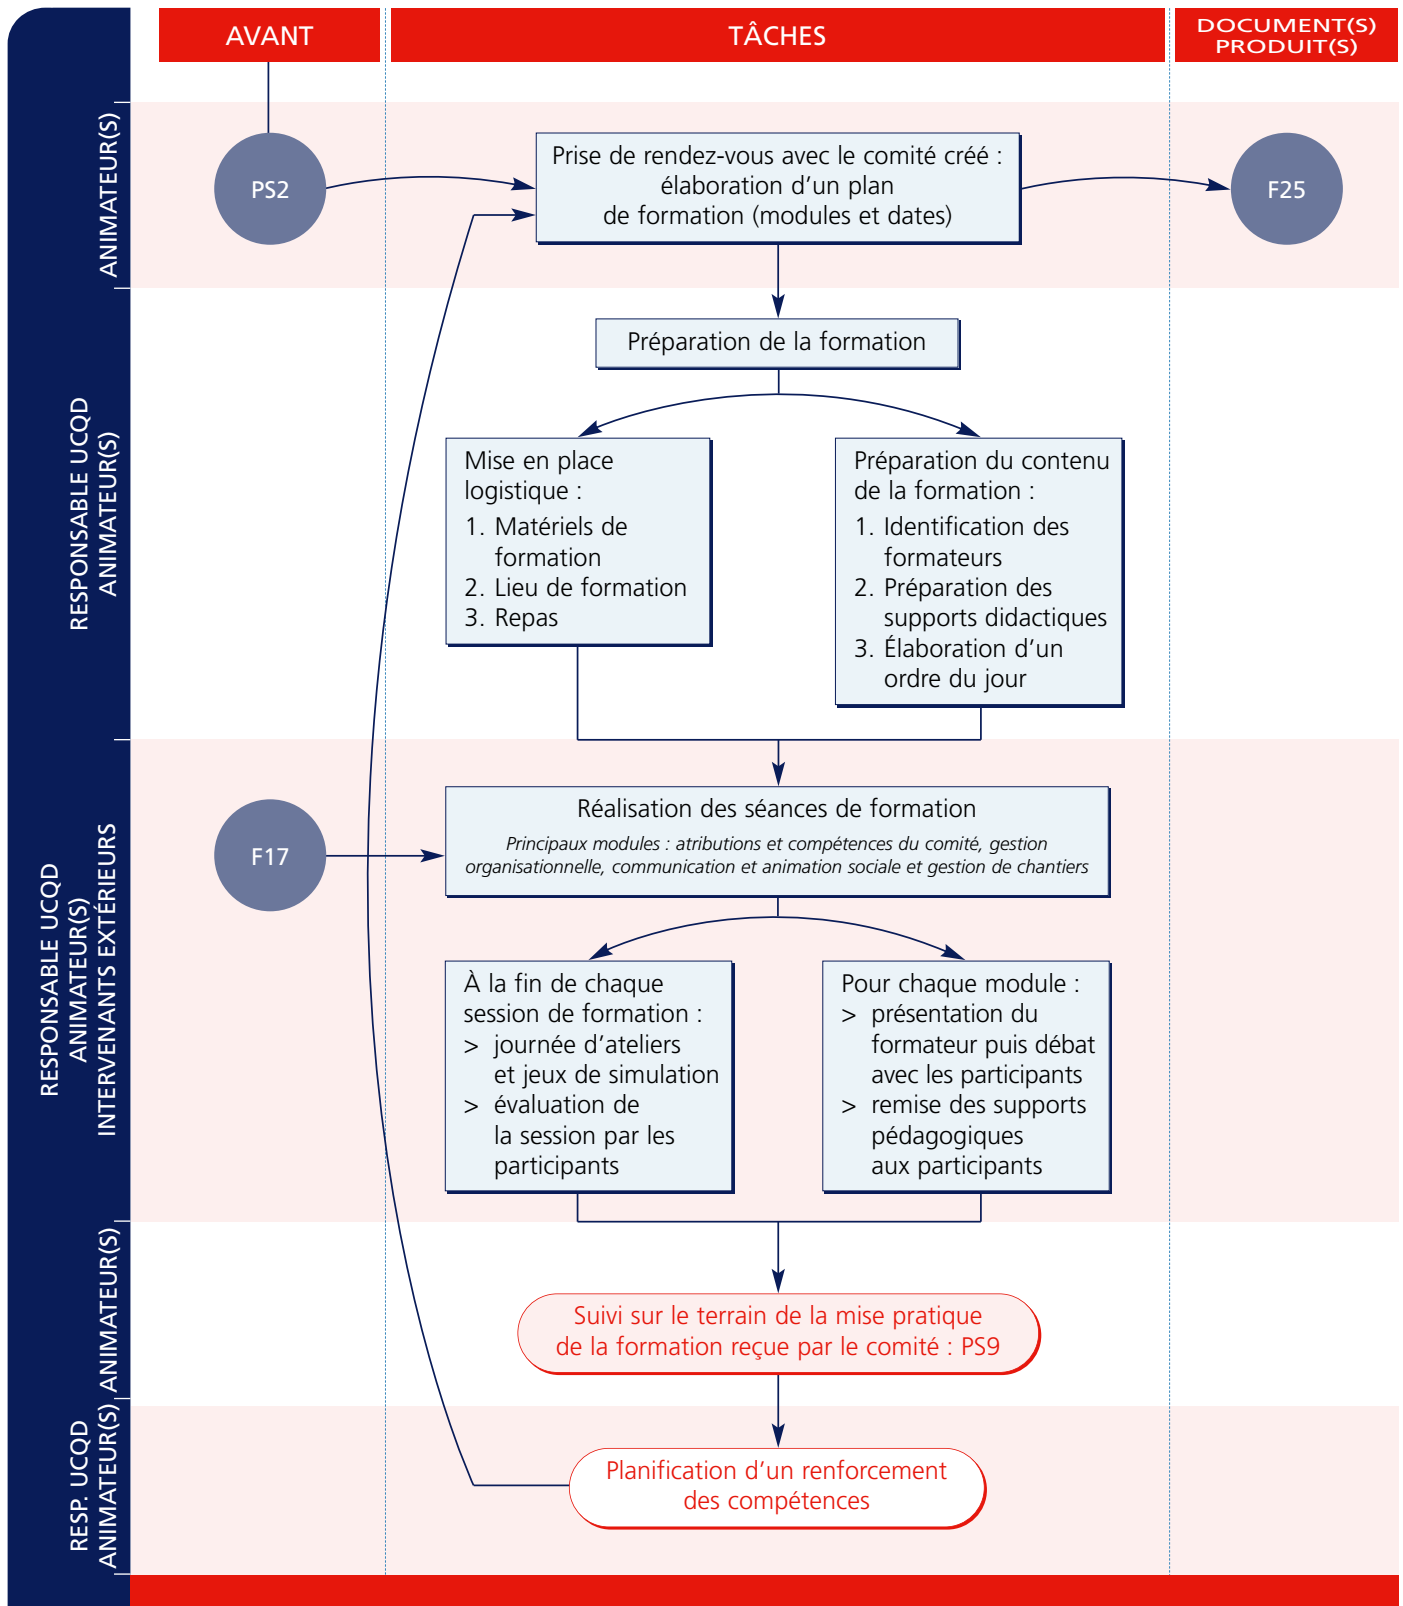 AVANT
TÂCHES
DOCUMENT(S)
PRODUIT(S)
ANIMATEUR(S)
PS2
Prise de rendez-vous avec le comité créé :
élaboration d’un plan
de formation (modules et dates)
F25
RESPONSABLE UCQD
ANIMATEUR(S)
Préparation de la formation
Mise en place
logistique :
1. Matériels de
formation
2. Lieu de formation
3. Repas
Préparation du contenu
de la formation :
1. Identification des
formateurs
2. Préparation des
supports didactiques
3. Élaboration d’un
ordre du jour
RESPONSABLE UCQD
ANIMATEUR(S)
INTERVENANTS EXTÉRIEURS
F17
Réalisation des séances de formation
Principaux modules : atributions et compétences du comité, gestion
organisationnelle, communication et animation sociale et gestion de chantiers
À la fin de chaque
session de formation :
> journée d’ateliers
et jeux de simulation
> évaluation de
la session par les
participants
Pour chaque module :
> présentation du
formateur puis débat
avec les participants
> remise des supports
pédagogiques
aux participants
ANIMATEUR(S)
Suivi sur le terrain de la mise pratique
de la formation reçue par le comité : PS9
RESP. UCQD
ANIMATEUR(S)
Planification d’un renforcement
des compétences